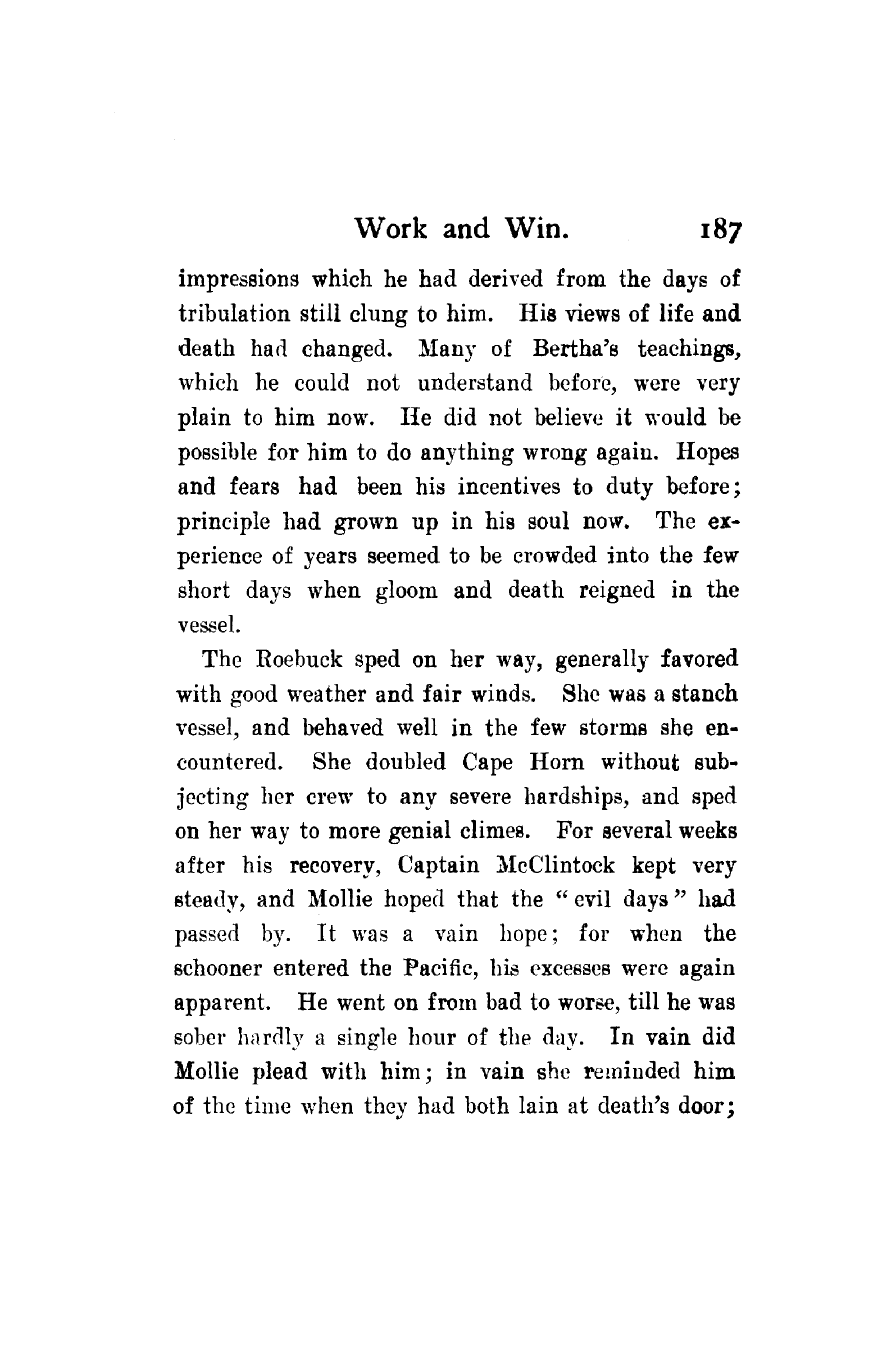 Work and Win. 187
impressions which he had derived from the days of
tribulation still clung to him. His views of life and
death had changed. Many of Bertha's teachings,
which he could not understand before, were very
plain to him now. He did not believe it would be
possible for him to do anything wrong again. Hopes
and fears had been his incentives to duty before;
principle had grown up in his soul now. The ex-
perience of years seemed to be crowded into the few
short days when gloom and death reigned in the
vessel.
The Roebuck sped on her way, generally favored
with good weather and fair winds. She was a stanch
vessel, and behaved well in the few storms she en-
countered. She doubled Cape Horn without sub-
jecting her crew to any severe hardships, and sped
on her way to more genial climes. For several weeks
after his recovery, Captain McClintock kept very
steady, and Mollie hoped that the "evil days" had
passed by. It was a vain hope; for when the
schooner entered the Pacific, his excesses were again
apparent. He went on from bad to worse, till he was
sober hardly a single hour of the day. In vain did
Mollie plead with him; in vain she reminded him
of the time when they had both lain at death's door;